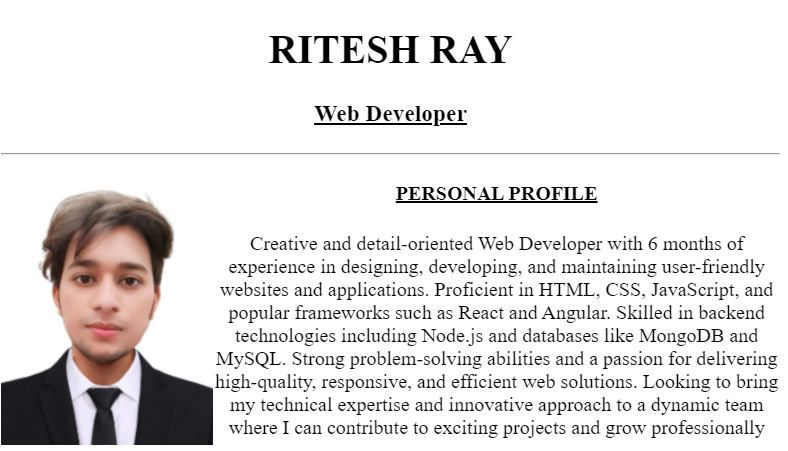 RITESH RAY
Web Developer
PERSONAL PROFILE
Creative and detail-oriented Web Developer with 6 months of
experience in designing, developing, and maintaining user-friendly
websites and applications. Proficient in HTML, CSS, JavaScript, and
popular frameworks such as React and Angular. Skilled in backend
technologies including Node.js and databases like MongoDB and
MySQL. Strong problem-solving abilities and a passion for delivering
high-quality, responsive, and efficient web solutions. Looking to bring
my technical expertise and innovative approach to a dynamic team
where I can contribute to exciting projects and grow professionally